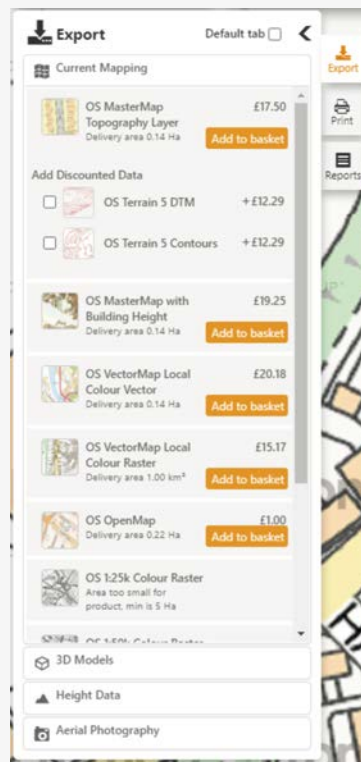 Export
Default tab
Export
Print
Reports
Current Mapping
OS MasterMap
Topography Layer
Delivery area 0.14 Ha
£17.50
Add to basket
Add Discounted Data
OS Terrain 5 DTM
+£12.29
OS Terrain 5 Contours
+£12.29
OS MasterMap with
Building Height
Delivery area 0.14 Ha
£19.25
Add to basket
OS VectorMap Local
Colour Vector
Delivery area 0.14 Ha
£20.18
Add to basket
OS VectorMap Local
Colour Raster
Delivery area 1.00 km²
£15.17
Add to basket
OS OpenMap
Delivery area 0.22 Ha
£1.00
Add to basket
OS 1:25k Colour Raster
Area too small for
product, min is 5 Ha
OS 1:50k Colour Raster
3D Models
Height Data
Aerial Photography